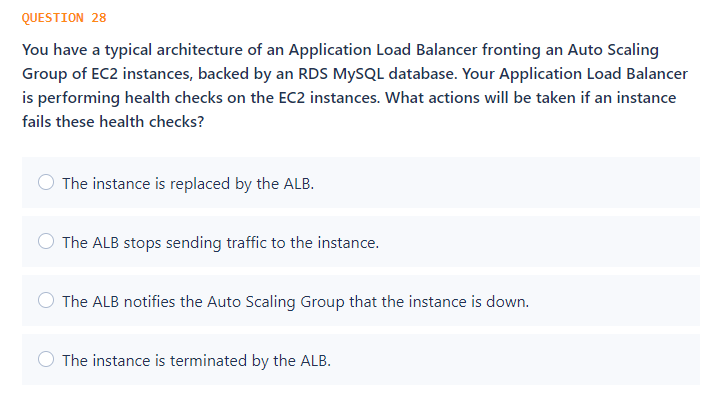 QUESTION 28
You have a typical architecture of an Application Load Balancer fronting an Auto Scaling
Group of EC2 instances, backed by an RDS MySQL database. Your Application Load Balancer
is performing health checks on the EC2 instances. What actions will be taken if an instance
fails these health checks?
The instance is replaced by the ALB.
The ALB stops sending traffic to the instance.
The ALB notifies the Auto Scaling Group that the instance is down.
The instance is terminated by the ALB.